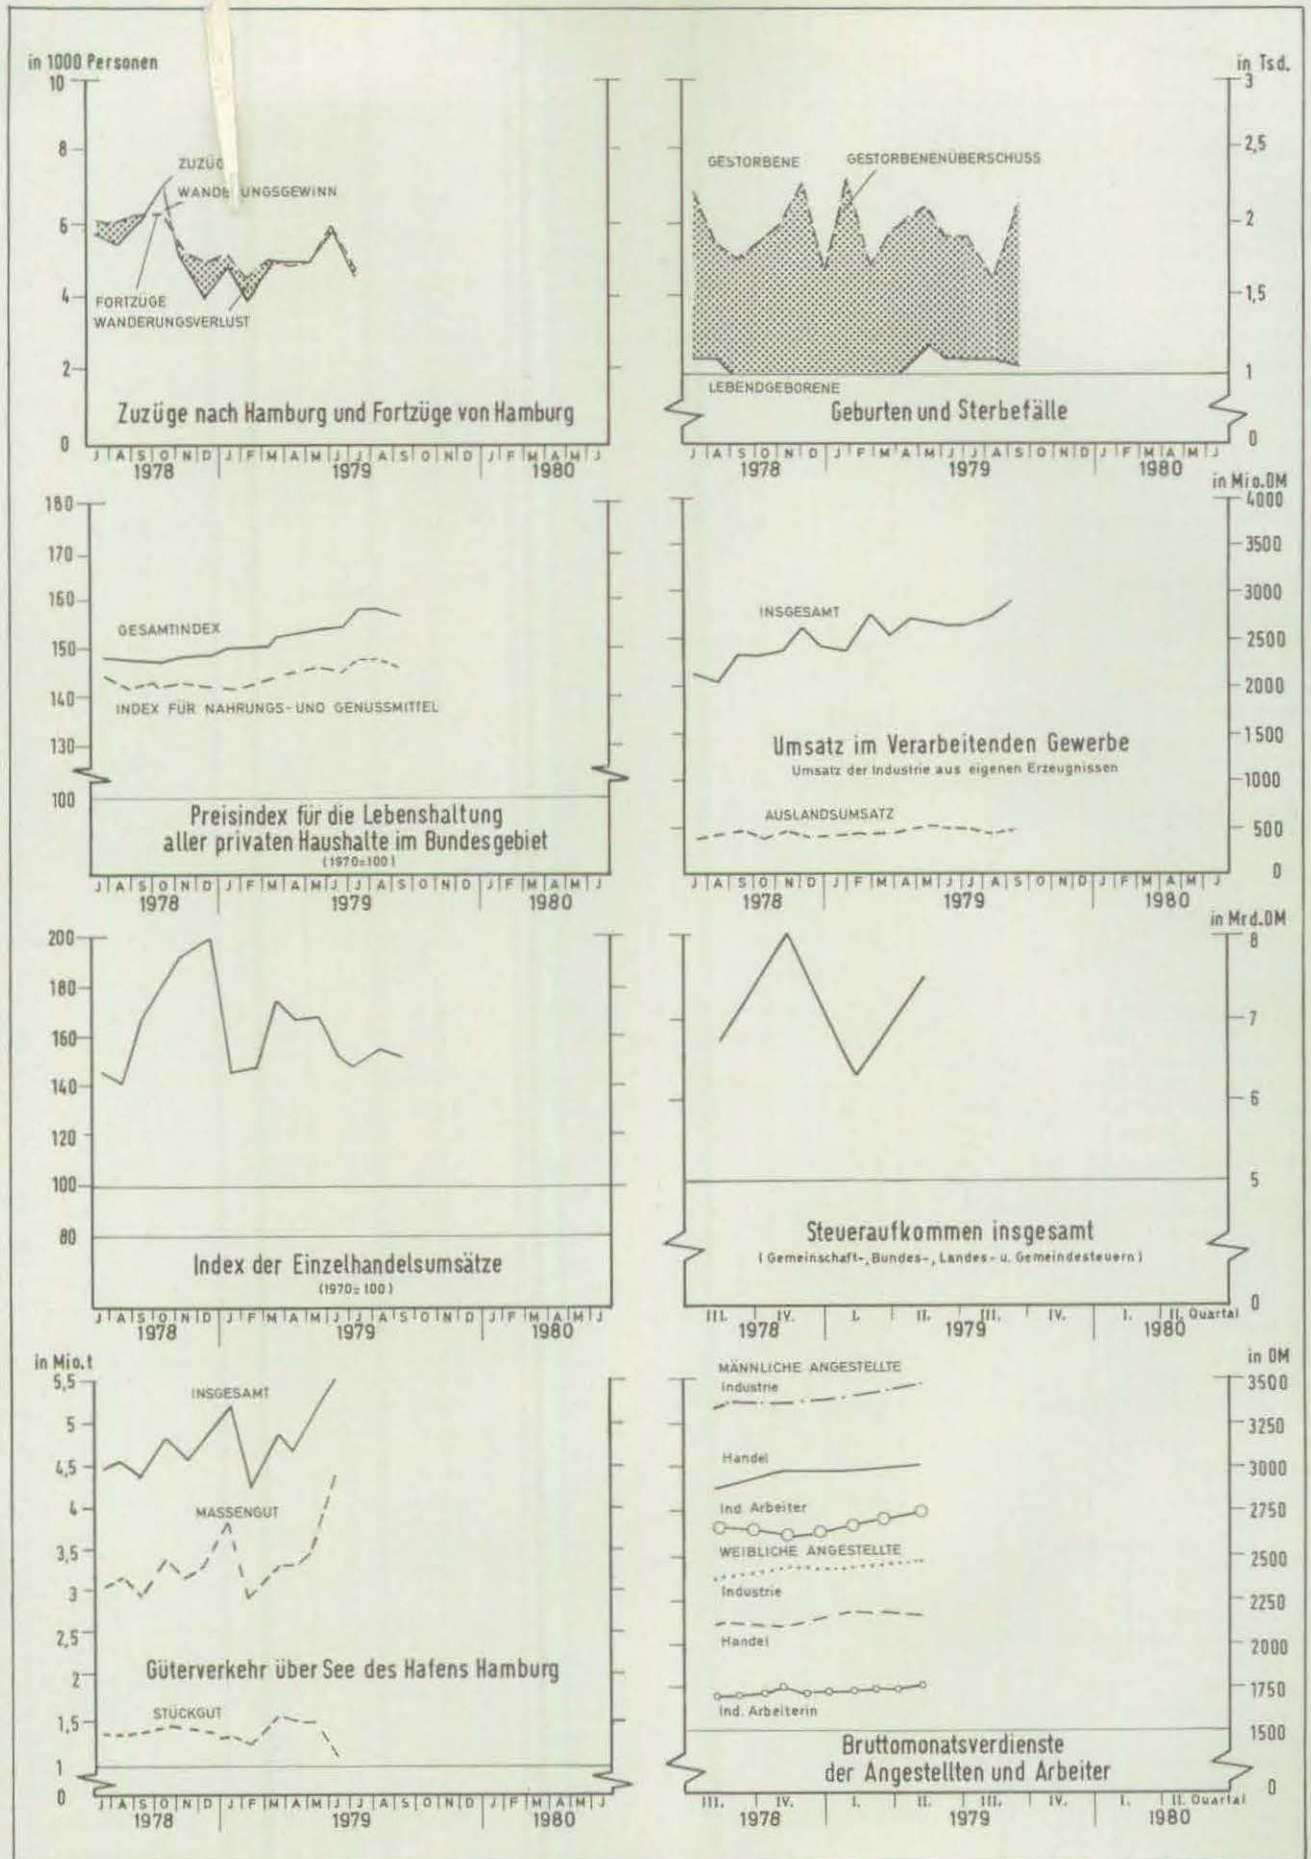 in 1000 Personen
10
8
6
4
2
0
WANDERUNGSGEWINN
FORTZÜGE
WANDERUNGSVERLUST
Zuzüge nach Hamburg und Fortzüge von Hamburg
J A S O N D J F M A M J J A S O N D J F M A M J
1978 1979 1980
in Tsd.
3
2,5
2
1,5
1
0
GESTORBENE
GESTORBENENÜBERSCHUSS
LEBENDGEBORENE
Geburten und Sterbefälle
J A S O N D J F M A M J J A S O N D J F M A M J
1978 1979 1980
180
170
160
150
140
130
100
GESAMTINDEX
INDEX FÜR NAHRUNGS- UND GENUSSMITTEL
Preisindex für die Lebenshaltung
aller privaten Haushalte im Bundesgebiet
(1970=100)
J A S O N D J F M A M J J A S O N D J F M A M J
1978 1979 1980
in Mio.DM
4000
3500
3000
2500
2000
1500
1000
500
0
INSGESAMT
Umsatz im Verarbeitenden Gewerbe
Umsatz der Industrie aus eigenen Erzeugnissen
AUSLANDSUMSATZ
J A S O N D J F M A M J J A S O N D J F M A M J
1978 1979 1980
200
180
160
140
120
100
80
Index der Einzelhandelsumsätze
(1970=100)
J A S O N D J F M A M J J A S O N D J F M A M J
1978 1979 1980
in Mrd.DM
8
7
6
5
0
Steueraufkommen insgesamt
(Gemeinschaft-, Bundes-, Landes- u. Gemeindesteuern)
III. IV. I. II. III. IV. I. II. Quartal
1978 1979 1980
in Mio.t
5,5
5
4,5
4
3,5
3
2,5
2
1,5
1
0
INSGESAMT
MASSENGUT
Güterverkehr über See des Hafens Hamburg
STÜCKGUT
J A S O N D J F M A M J J A S O N D J F M A M J
1978 1979 1980
in DM
3500
3250
3000
2750
2500
2250
2000
1750
1500
0
MÄNNLICHE ANGESTELLTE
Industrie
Handel
Ind. Arbeiter
WEIBLICHE ANGESTELLTE
Industrie
Handel
Ind. Arbeiterin
Bruttomonatsverdienste
der Angestellten und Arbeiter
III. IV. I. II. III. IV. I. II. Quartal
1978 1979 1980